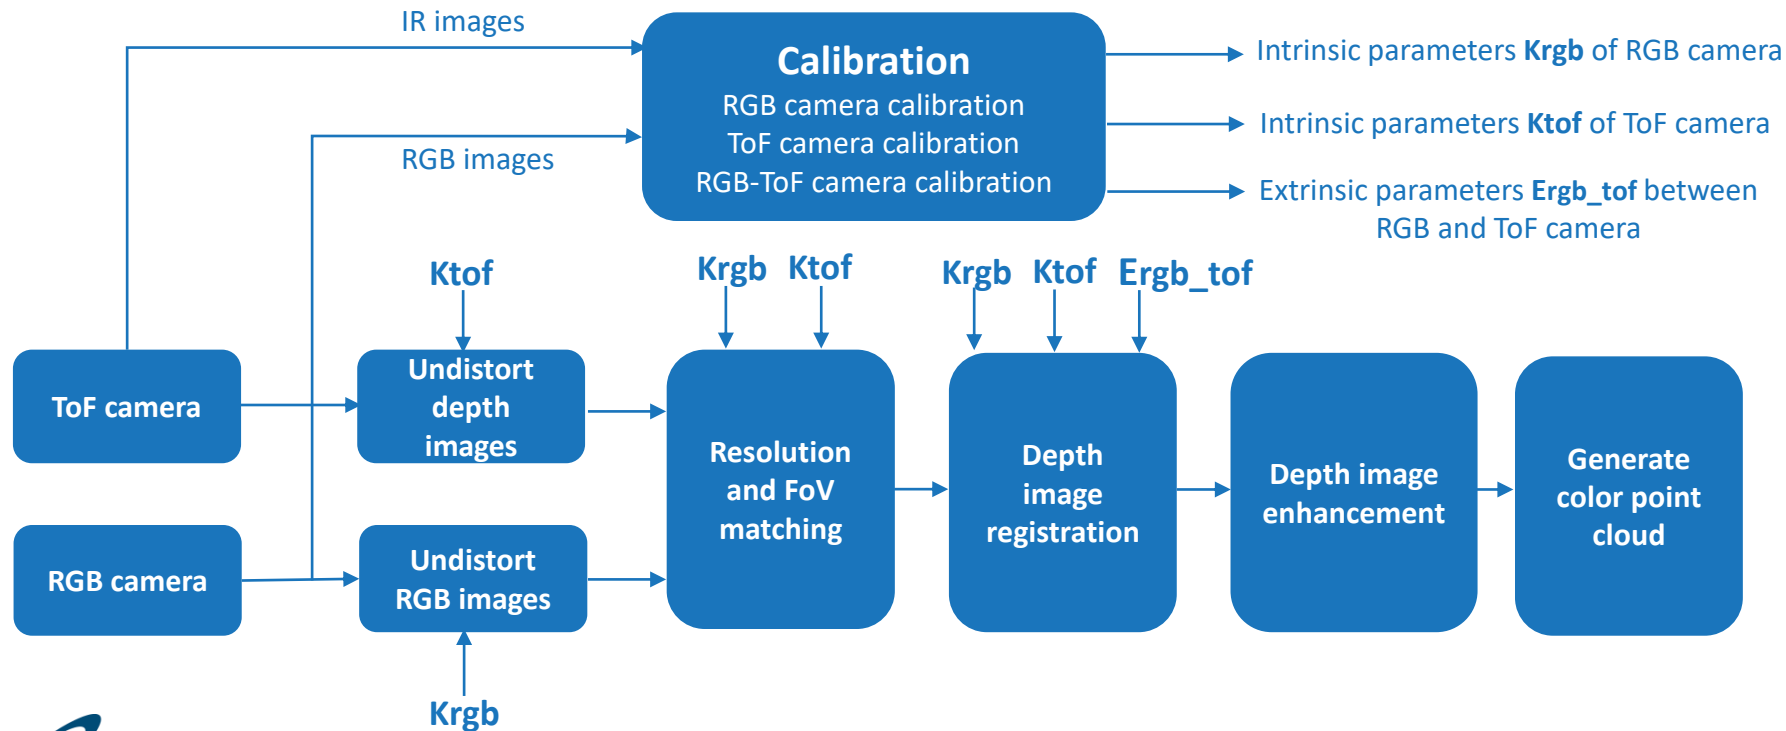 IR images
Calibration
RGB camera calibration
ToF camera calibration
RGB-ToF camera calibration
RGB images
Intrinsic parameters Krgb of RGB camera
Intrinsic parameters Ktof of ToF camera
Extrinsic parameters Ergb_tof between
RGB and ToF camera
Ktof
Krgb Ktof
Krgb Ktof Ergb_tof
ToF camera
Undistort
depth
images
RGB camera
Undistort
RGB images
Krgb
Resolution
and FoV
matching
Depth
image
registration
Depth image
enhancement
Generate
color point
cloud